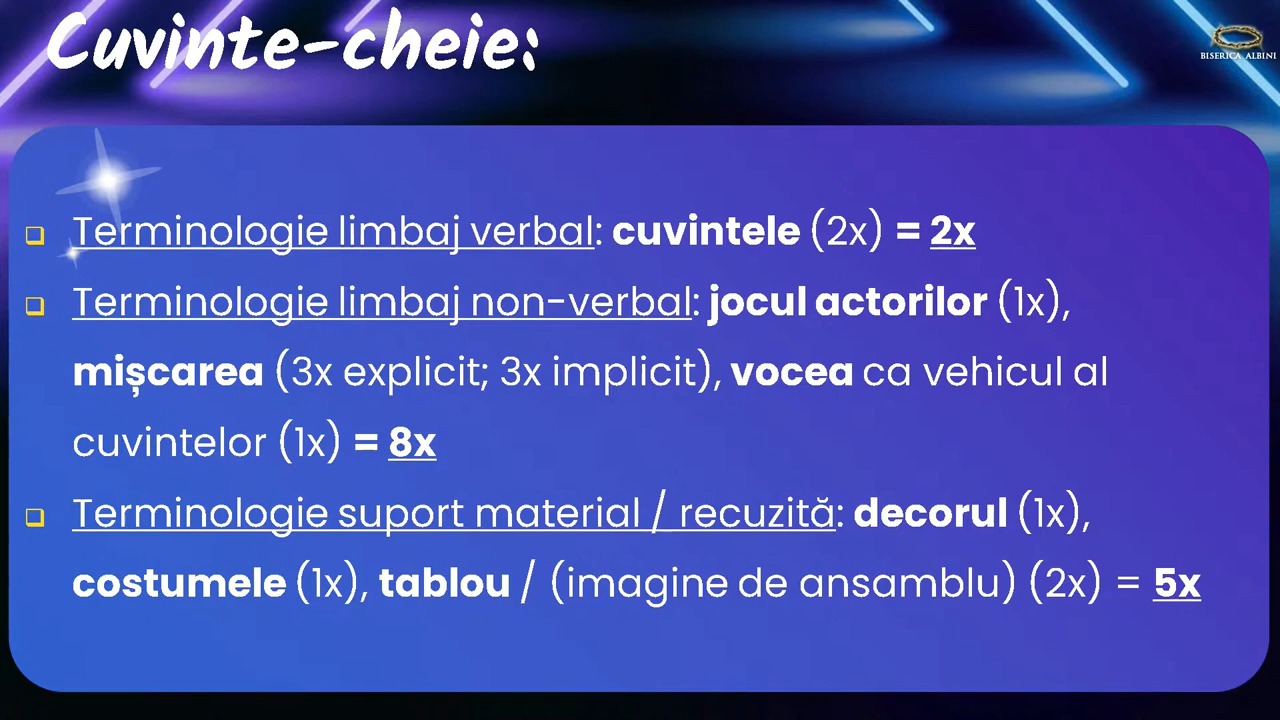 Cuvinte-cheie:
BISERICA ALBINI
❑ Terminologie limbaj verbal: cuvintele (2x) = 2x
❑ Terminologie limbaj non-verbal: jocul actorilor (1x),
mișcarea (3x explicit; 3x implicit), vocea ca vehicul al
cuvintelor (1x) = 8x
❑ Terminologie suport material / recuzită: decorul (1x),
costumele (1x), tablou / (imagine de ansamblu) (2x) = 5x